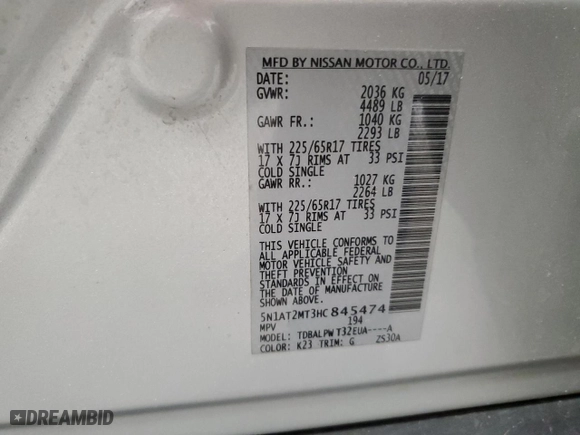 MFD BY NISSAN MOTOR CO., LTD.
DATE: 05/17
GVWR: 2036 KG
4489 LB
GAWR FR.: 1040 KG
2293 LB
WITH 225/65R17 TIRES
17 X 7J RIMS AT 33 PSI
COLD SINGLE
GAWR RR.: 1027 KG
2264 LB
WITH 225/65R17 TIRES
17 X 7J RIMS AT 33 PSI
COLD SINGLE
THIS VEHICLE CONFORMS TO
ALL APPLICABLE FEDERAL
MOTOR VEHICLE SAFETY AND
THEFT PREVENTION
STANDARDS IN EFFECT ON
THE DATE OF MANUFACTURE
SHOWN ABOVE.
5N1AT2MT3HC845474
MPV 194
MODEL: TDBALPWT32EUA----A
COLOR: K23 TRIM: G ZS30A
DREAMBID